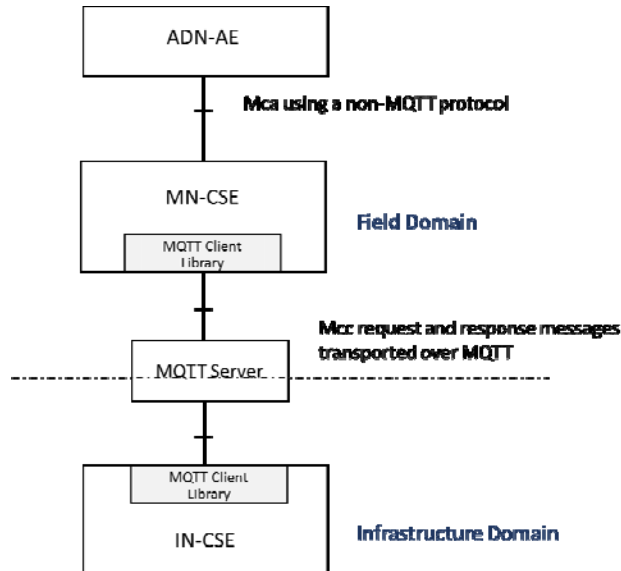 ADN-AE
Mca using a non-MQTT protocol
MN-CSE
Field Domain
MQTT Client
Library
Mcc request and response messages
transported over MQTT
MQTT Server
MQTT Client
Library
Infrastructure Domain
IN-CSE